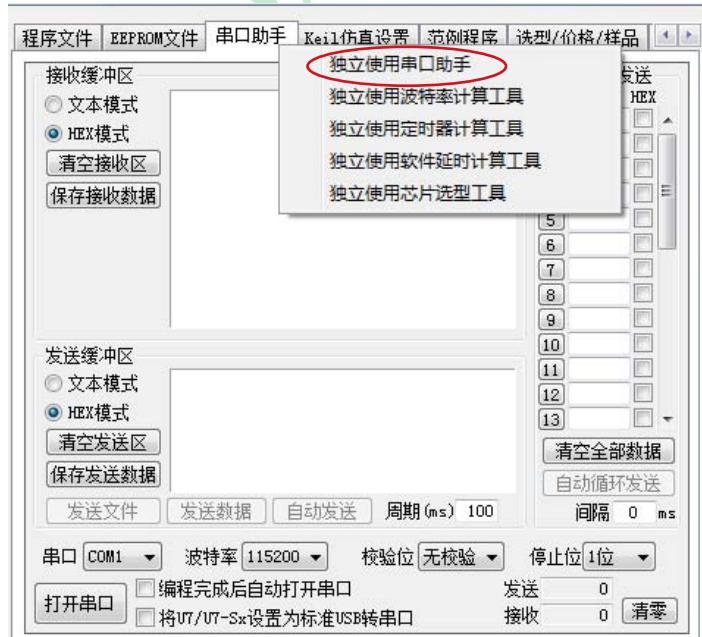 程序文件 EEPROM文件 串口助手 Keil仿真设置 范例程序 选型/价格/样品
独立使用串口助手
独立使用波特率计算工具
独立使用定时器计算工具
独立使用软件延时计算工具
独立使用芯片选型工具
接收缓冲区
文本模式
HEX模式
清空接收区
保存接收数据
发送
HEX
5
6
7
8
9
10
11
12
13
清空全部数据
自动循环发送
间隔 0 ms
发送缓冲区
文本模式
HEX模式
清空发送区
保存发送数据
发送文件 发送数据 自动发送 周期(ms) 100
串口 COM1 波特率 115200 校验位 无校验 停止位 1位
打开串口
编程完成后自动打开串口
将U7/U7-Sx设置为标准USB转串口
发送 0
接收 0
清零